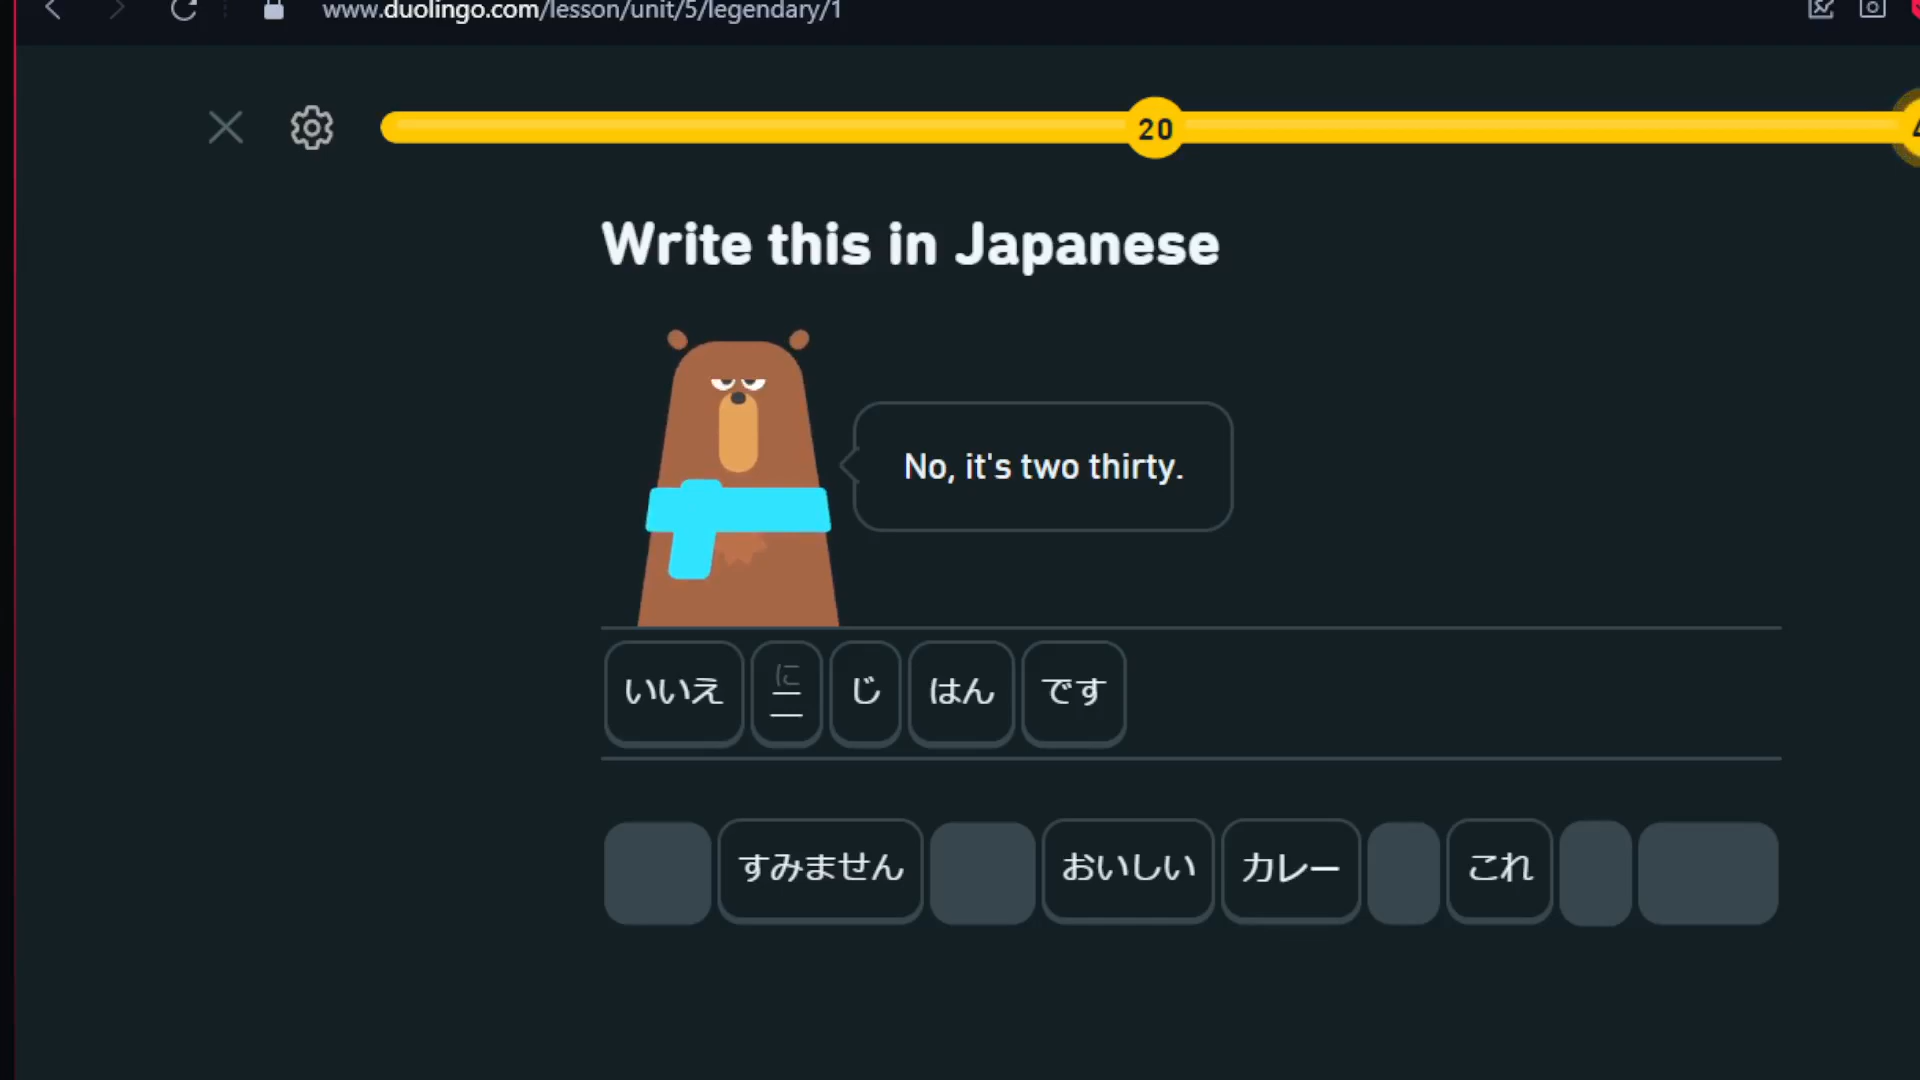 www.duolingo.com/lesson/unit/5/legendary/1
20
Write this in Japanese
No, it's two thirty.
に
いいえ 二 じ はん です
すみません おいしい カレー これ